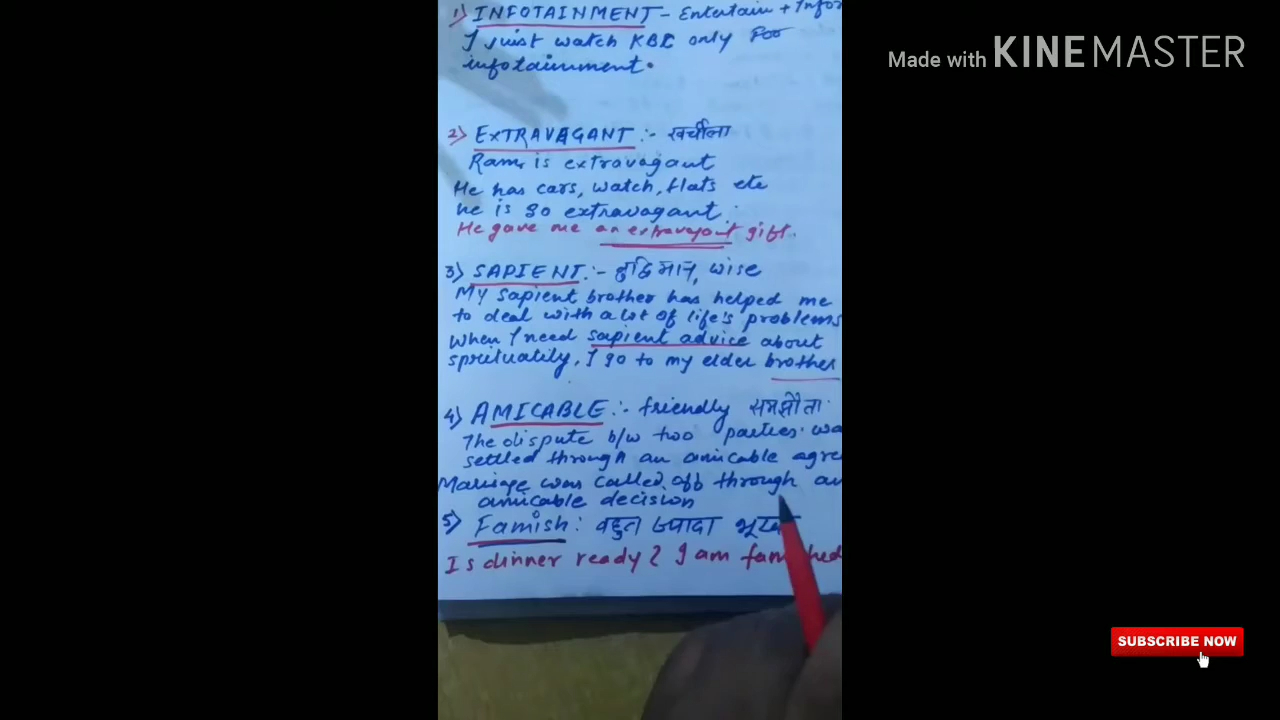 1) INFOTAINMENT - Entertain + Infor
I just watch KBC only for
infotainment.
2) EXTRAVAGANT :- खर्चीला
Ram is extravagant
He has cars, watch, flats etc
he is so extravagant.
He gave me an extravagant gift.
3) SAPIENT :- बुद्धिमान, wise
My sapient brother has helped me
to deal with a lot of life's problems
When I need sapient advice about
I go to my elder brother
4) AMICABLE :- friendly समझौता
The dispute b/w two parties wa
settled through an amicable agre
Marriage was called off through an
amicable decision
5) Famish : बहुत ज्यादा
Is dinner ready? I am famished
Made with KINEMASTER
SUBSCRIBE NOW